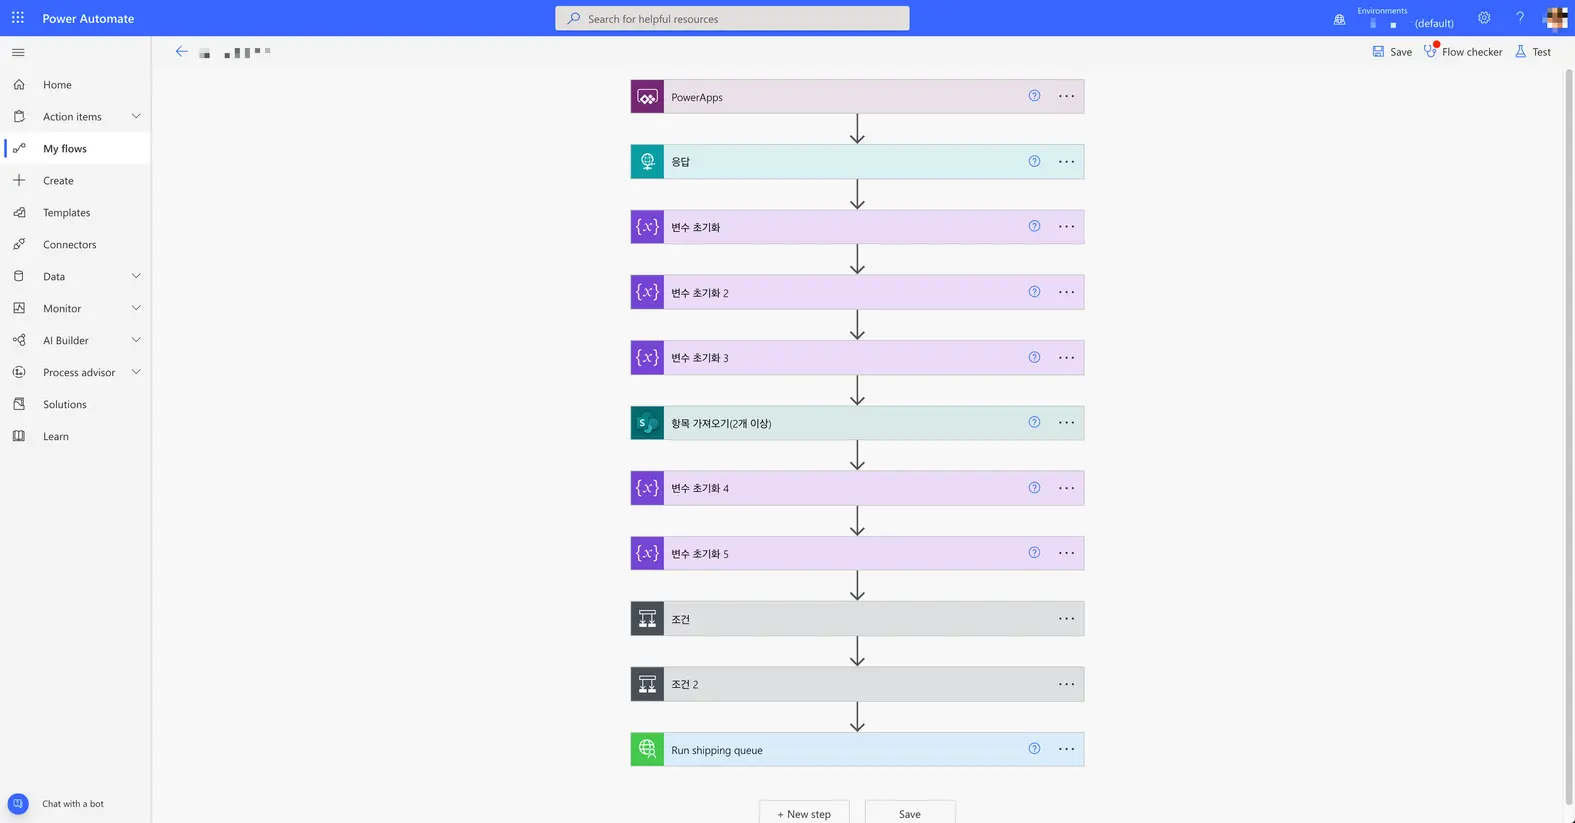 Power Automate
Search for helpful resources
Environments
(default)
Save
Flow checker
Test
Home
Action items
My flows
Create
Templates
Connectors
Data
Monitor
AI Builder
Process advisor
Solutions
Learn
Chat with a bot
PowerApps
응답
{x} 변수 초기화
{x} 변수 초기화 2
{x} 변수 초기화 3
S 항목 가져오기(2개 이상)
{x} 변수 초기화 4
{x} 변수 초기화 5
조건
조건 2
Run shipping queue
+ New step
Save